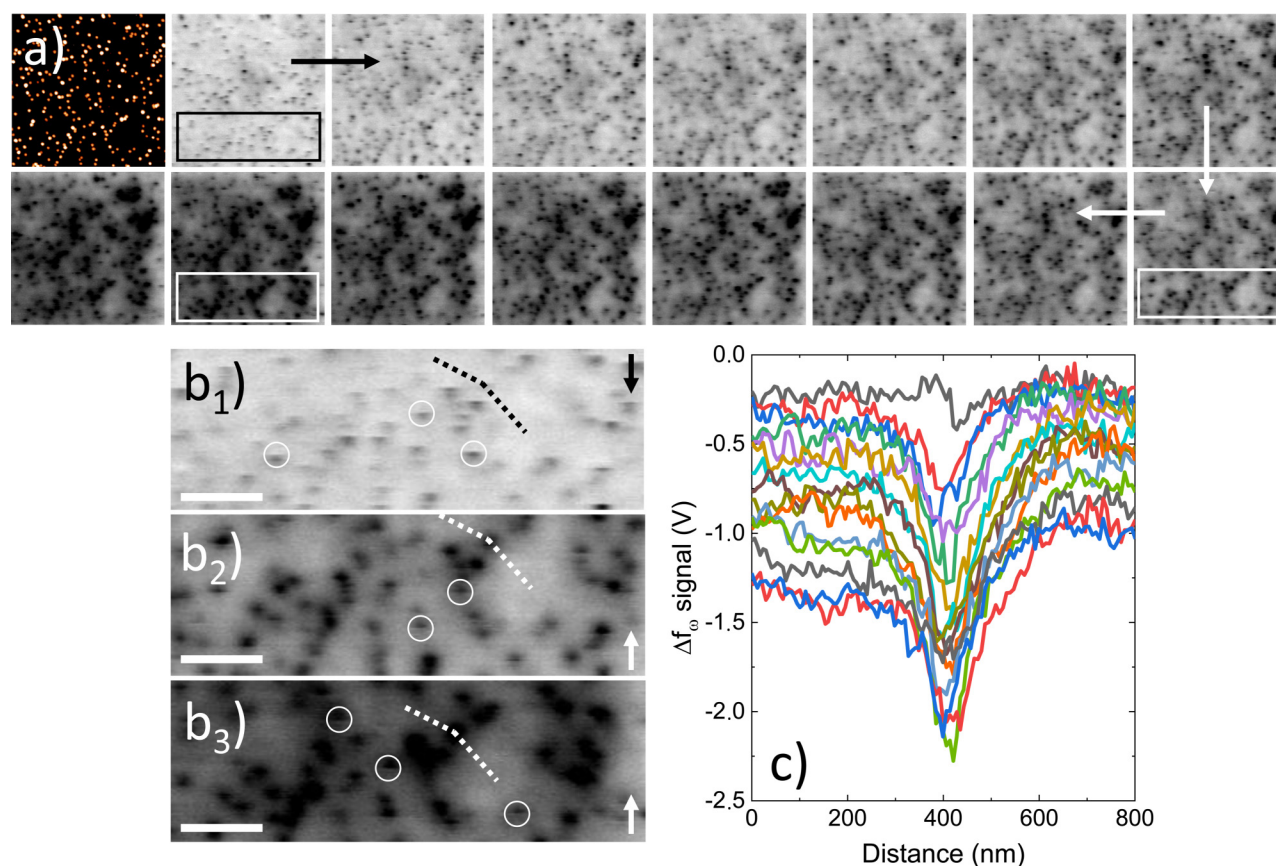 a)
b1)
b2)
b3)
0.0
-0.5
-1.0
-1.5
-2.0
-2.5
Δfω signal (V)
c)
0 200 400 600 800
Distance (nm)